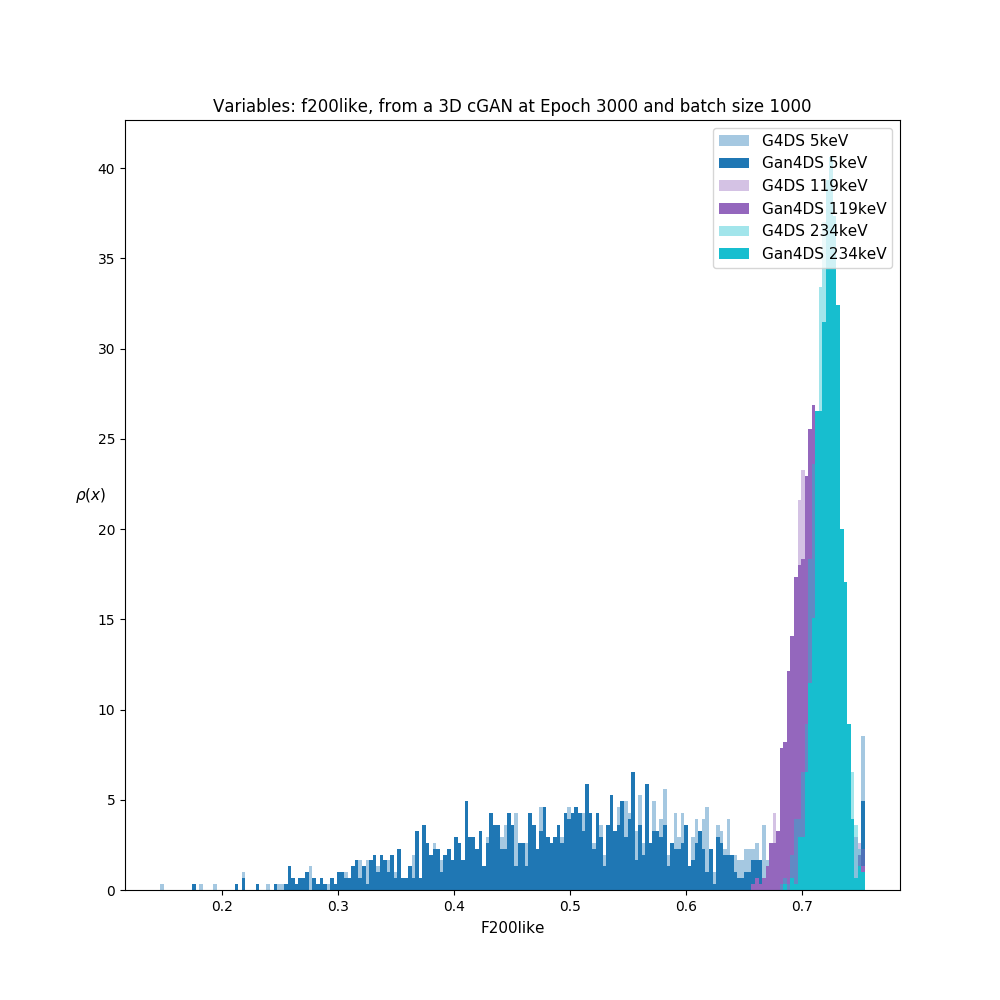 Variables: f200like, from a 3D cGAN at Epoch 3000 and batch size 1000
G4DS 5keV
Gan4DS 5keV
G4DS 119keV
Gan4DS 119keV
G4DS 234keV
Gan4DS 234keV
40
35
30
25
20
15
10
5
0
ρ(x)
0.2 0.3 0.4 0.5 0.6 0.7
F200like